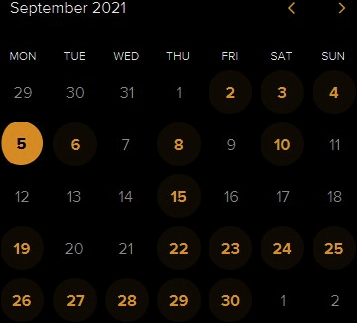 September 2021
MON TUE WED THU FRI SAT SUN
29 30 31 1 2 3 4
5 6 7 8 9 10 11
12 13 14 15 16 17 18
19 20 21 22 23 24 25
26 27 28 29 30 1 2